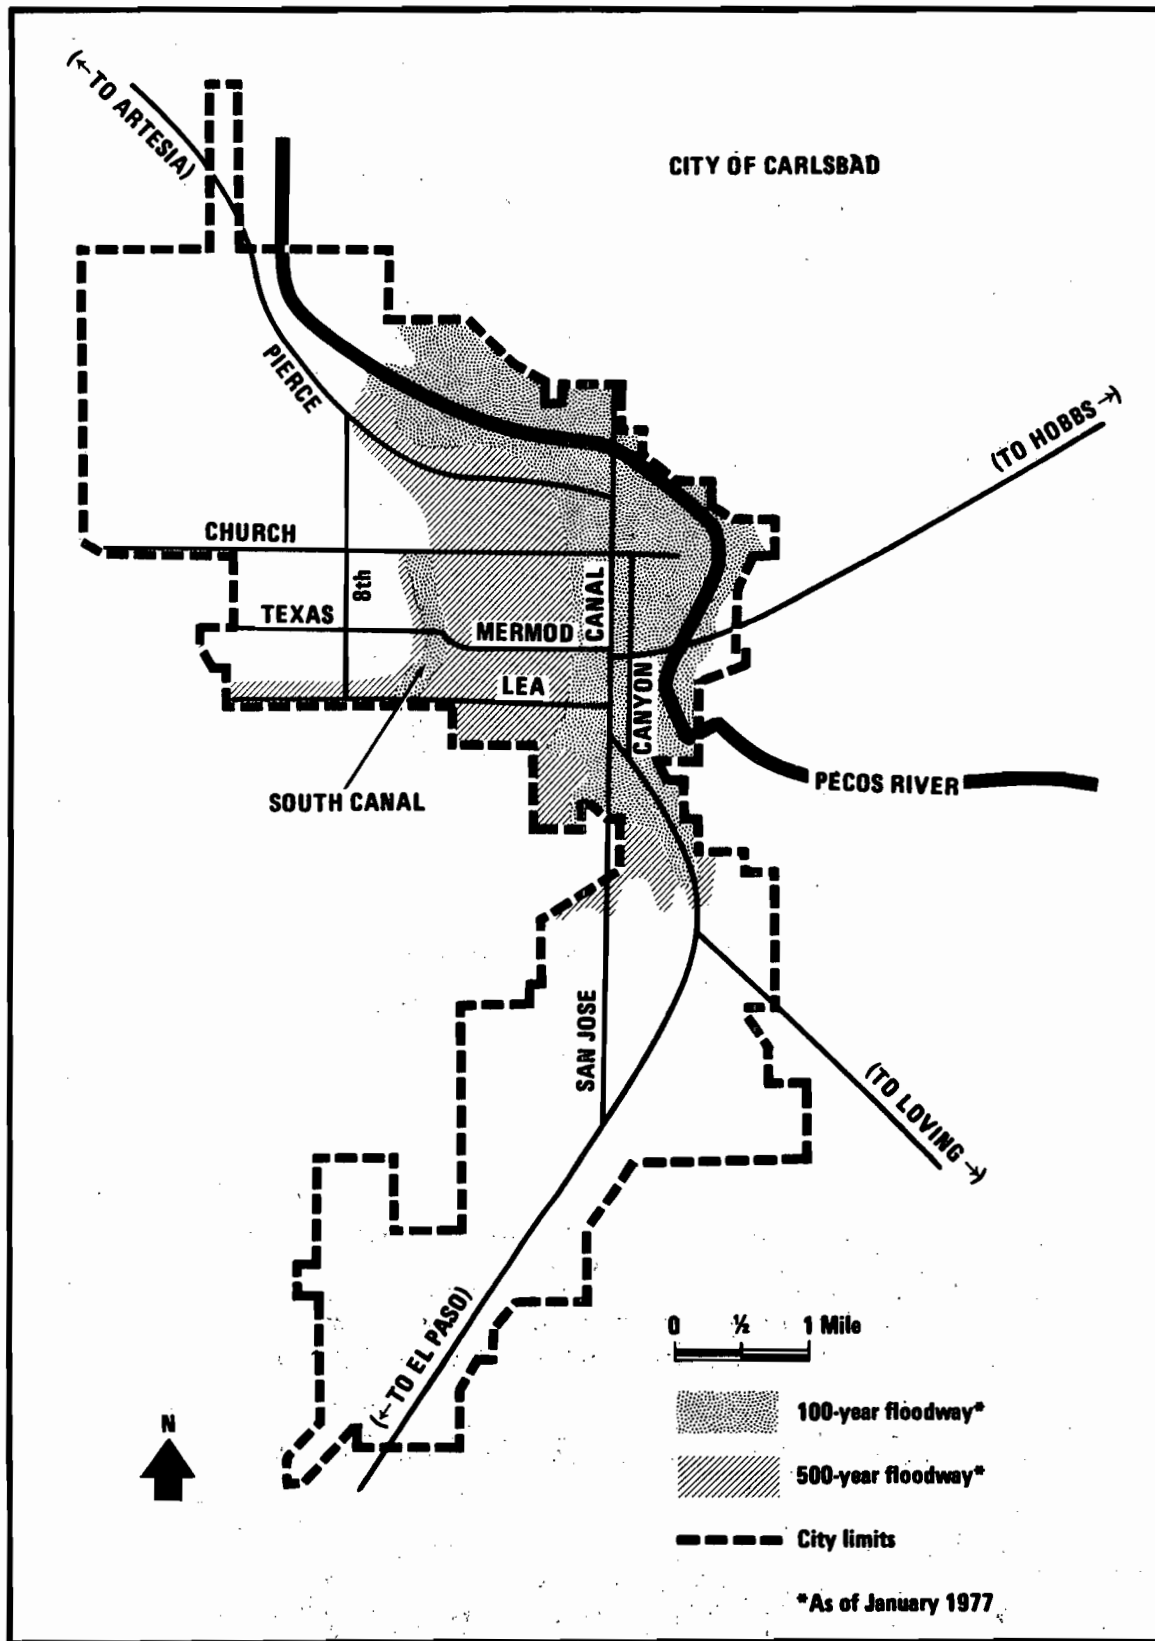 (← TO ARTESIA)
CITY OF CARLSBAD
PIERCE
(TO HOBBS →)
CHURCH
8th
CANAL
TEXAS
MERMOD
LEA
CANYON
SOUTH CANAL
PECOS RIVER
SAN JOSE
(TO LOVING →)
(← TO EL PASO)
0 ½ 1 Mile
N
100-year floodway*
500-year floodway*
City limits
*As of January 1977